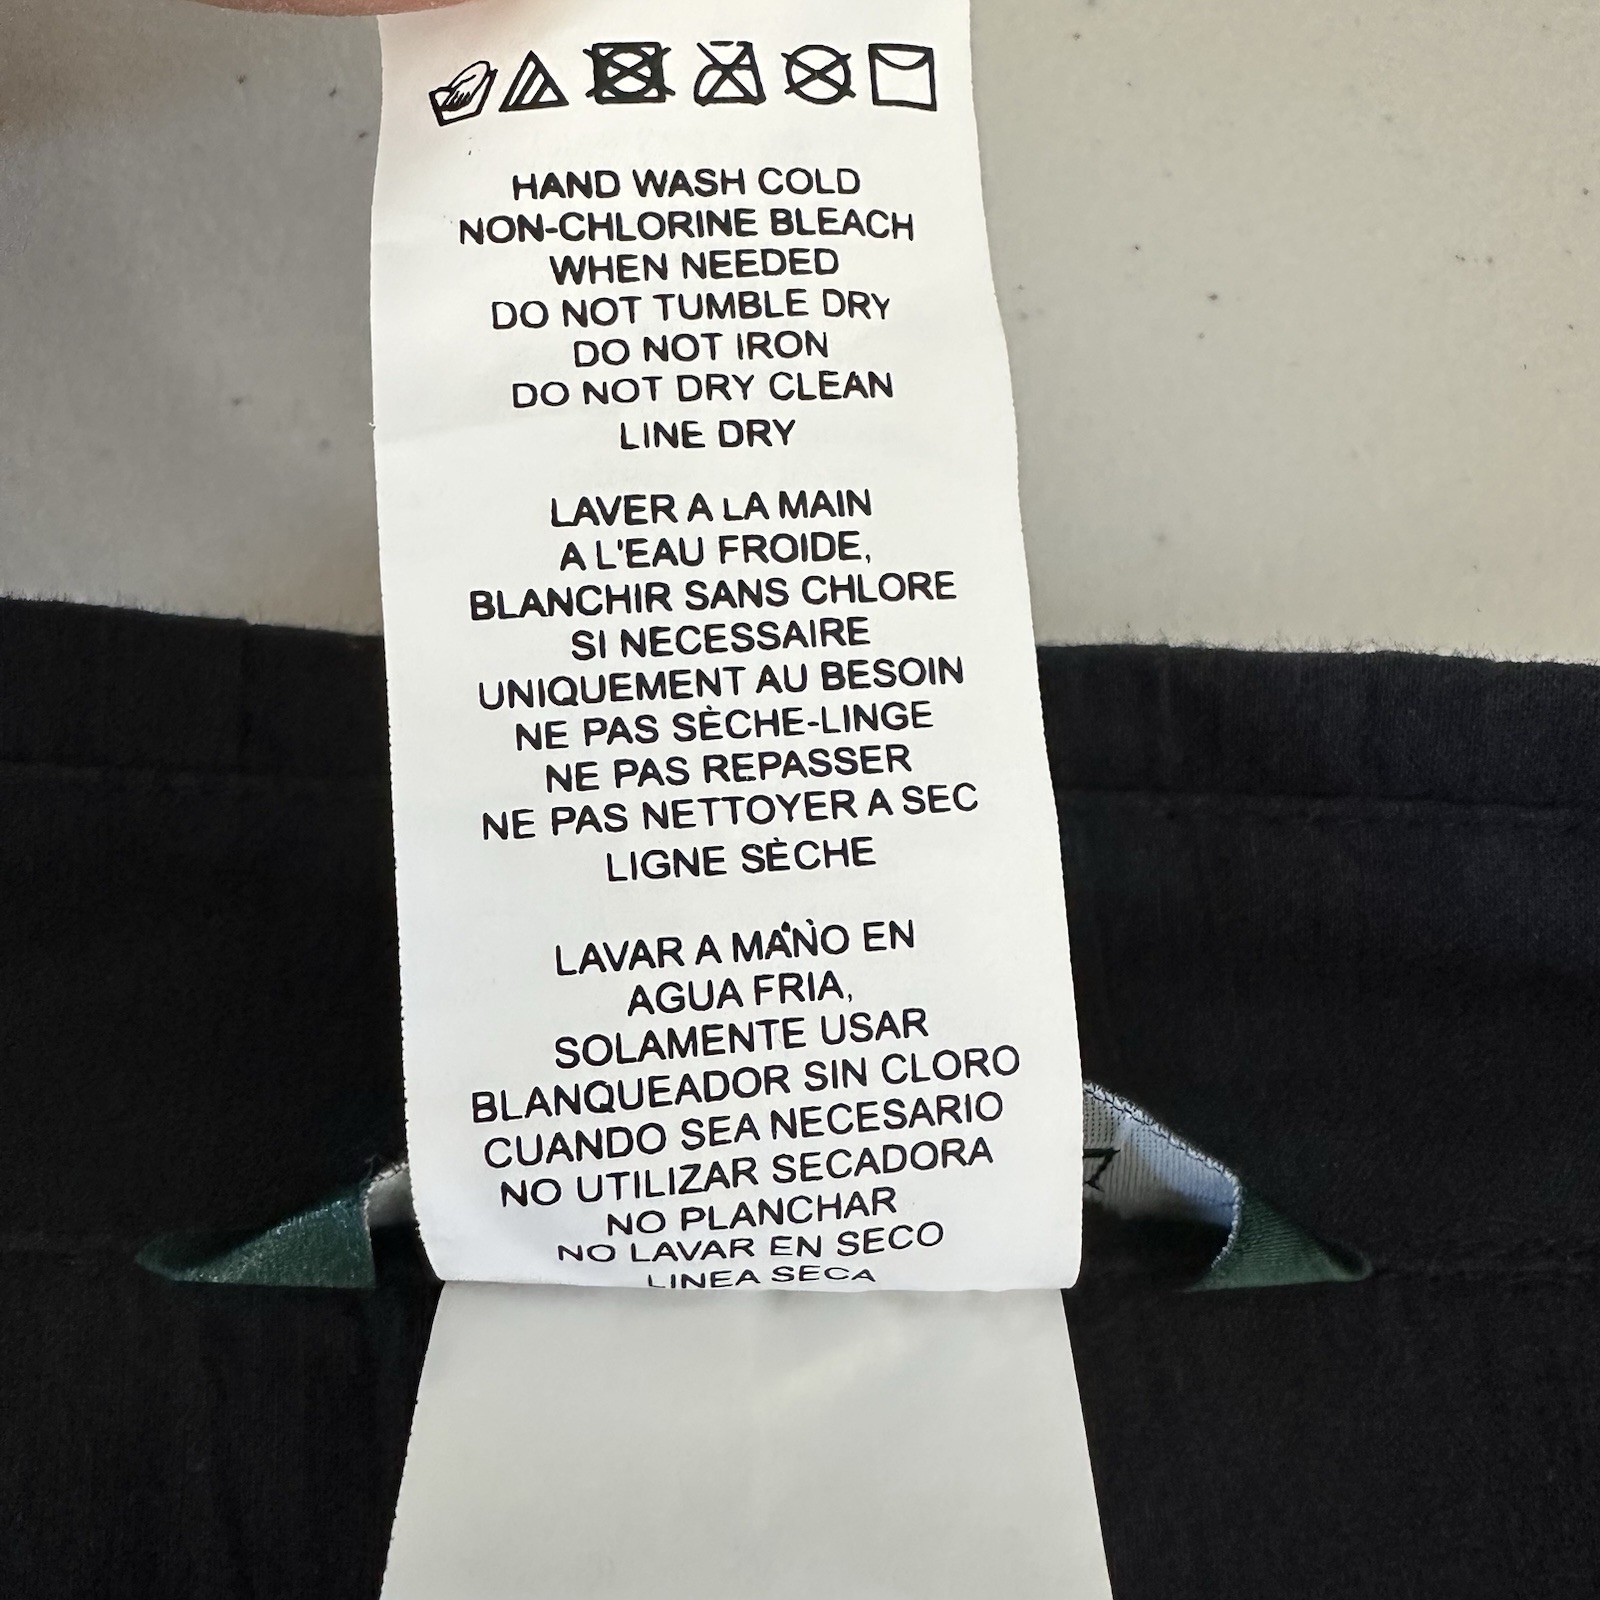 HAND WASH COLD
NON-CHLORINE BLEACH
WHEN NEEDED
DO NOT TUMBLE DRY
DO NOT IRON
DO NOT DRY CLEAN
LINE DRY
LAVER A LA MAIN
A L'EAU FROIDE,
BLANCHIR SANS CHLORE
SI NECESSAIRE
UNIQUEMENT AU BESOIN
NE PAS SÈCHE-LINGE
NE PAS REPASSER
NE PAS NETTOYER A SEC
LIGNE SÈCHE
LAVAR A MANO EN
AGUA FRIA,
SOLAMENTE USAR
BLANQUEADOR SIN CLORO
CUANDO SEA NECESARIO
NO UTILIZAR SECADORA
NO PLANCHAR
NO LAVAR EN SECO
LINEA SECA